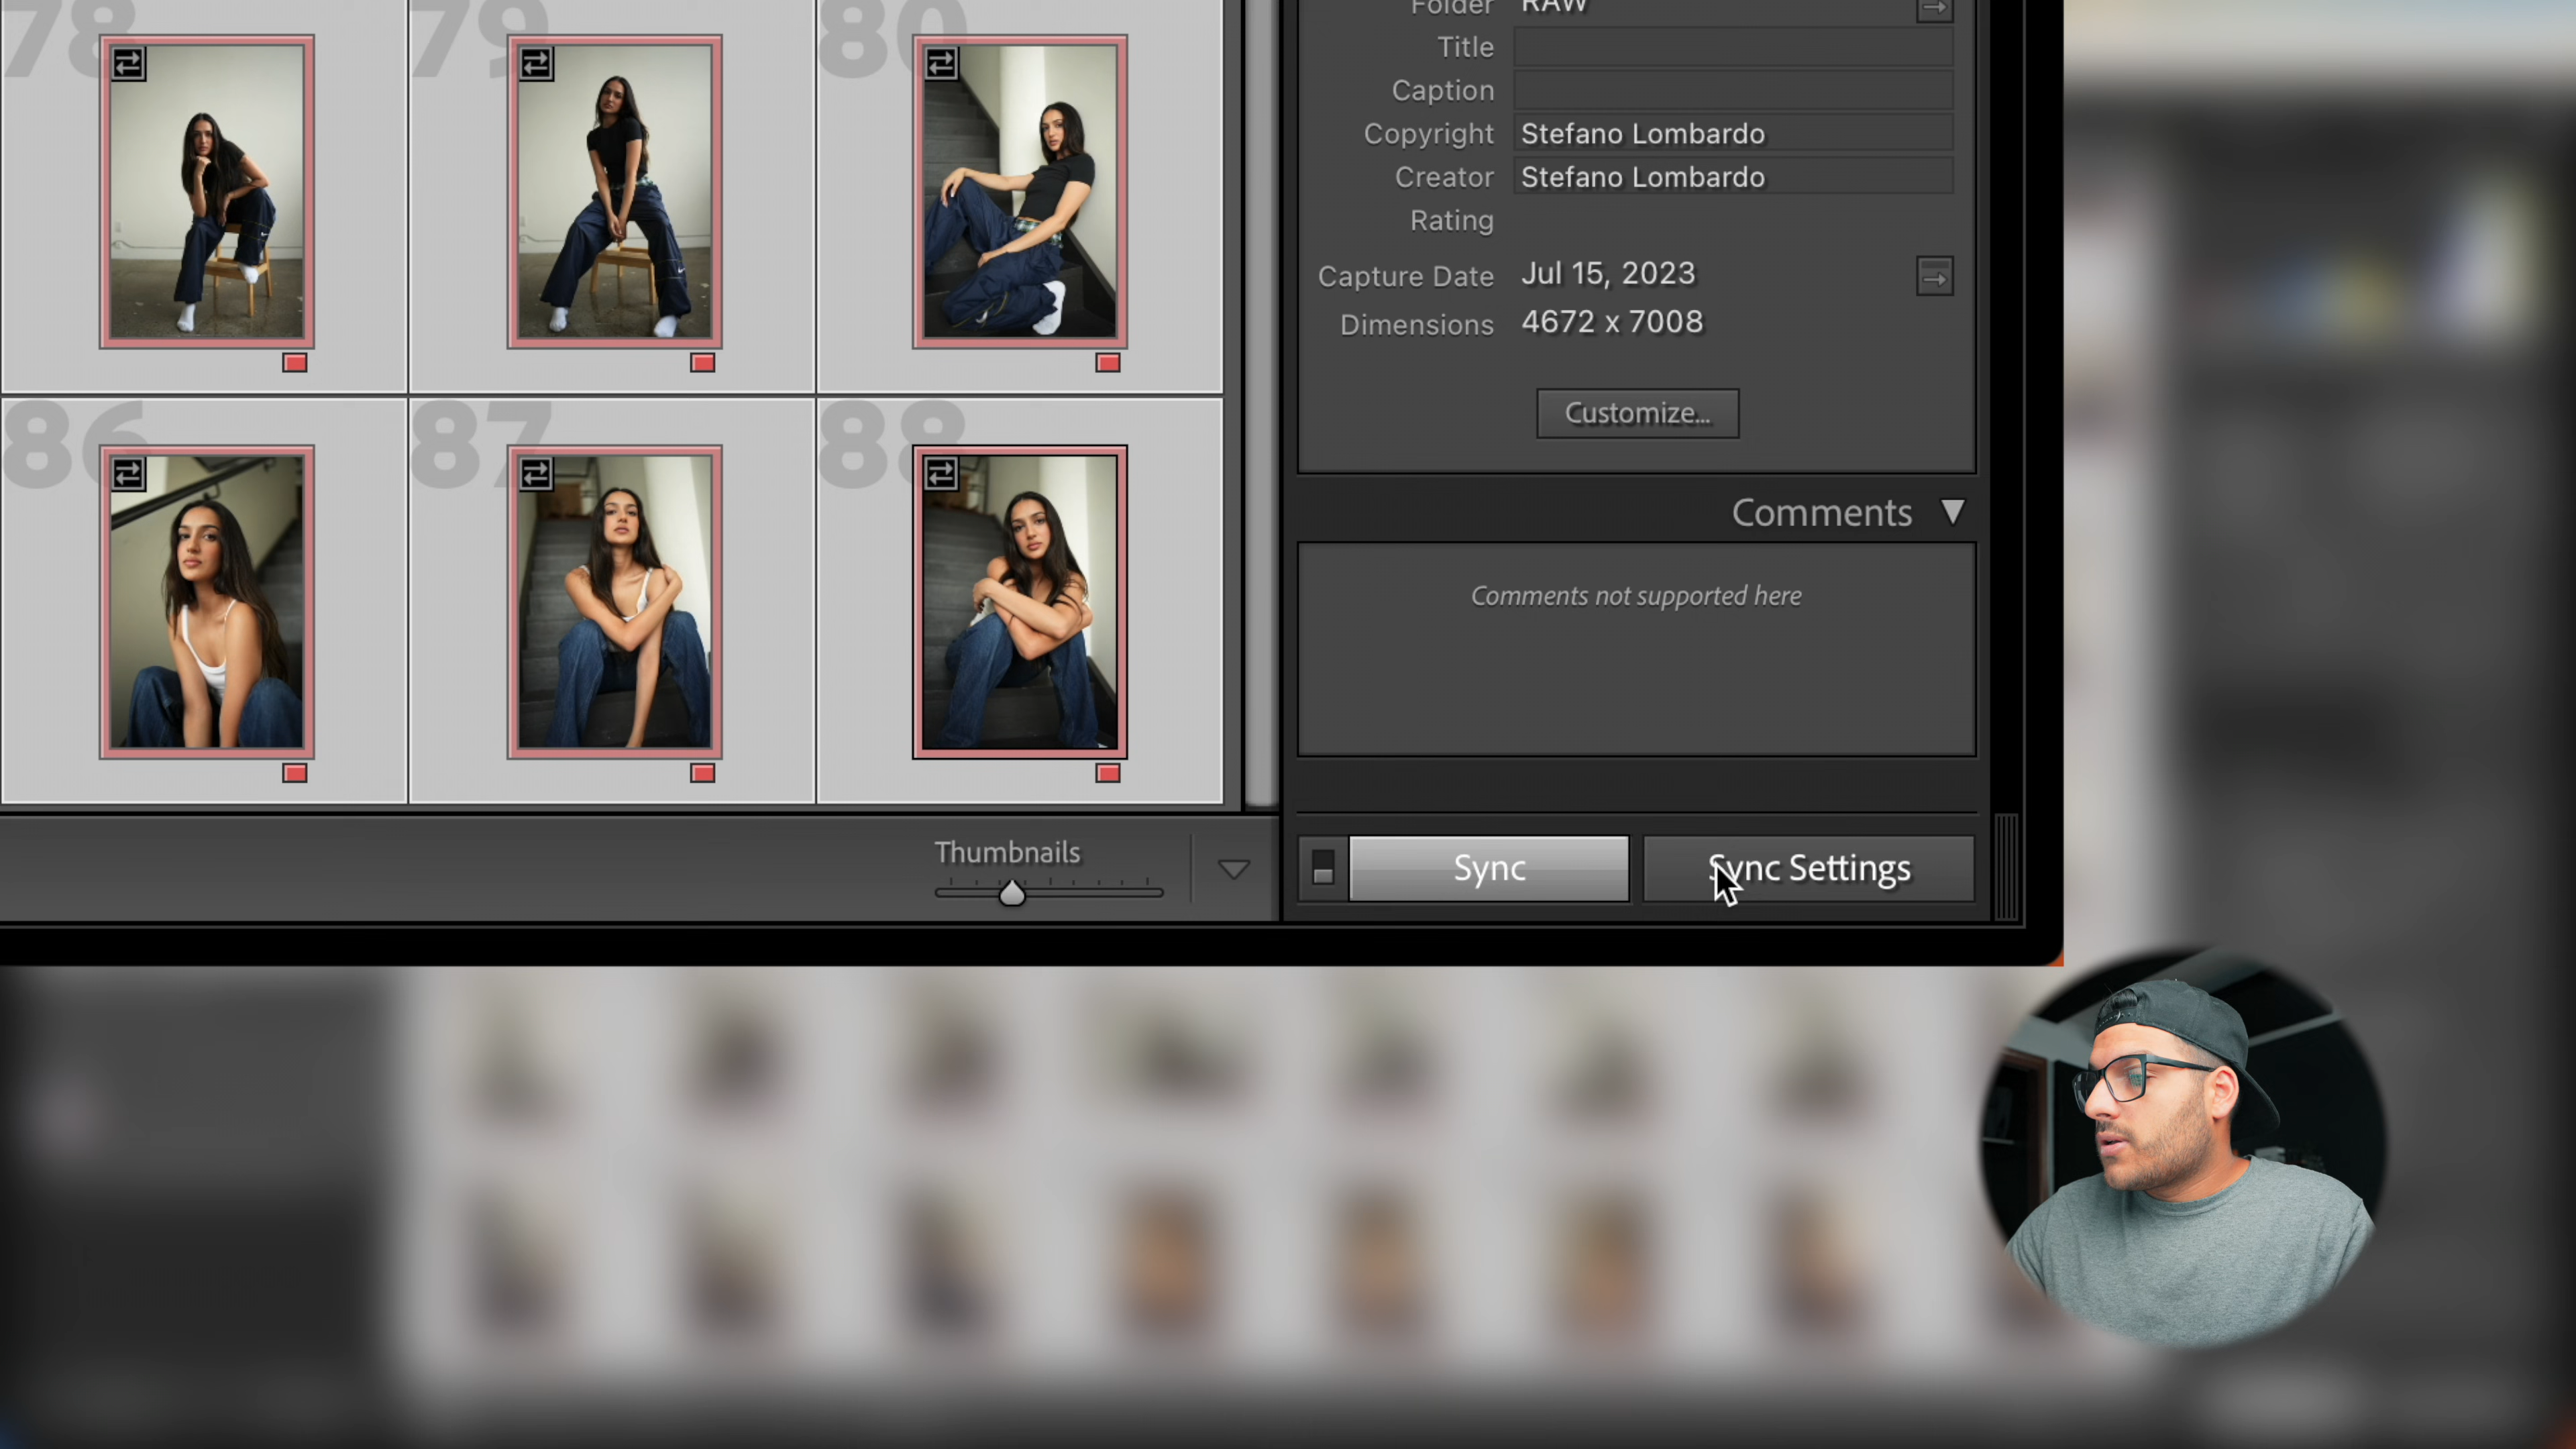 78 79 80
Folder RAW
Title
Caption
Copyright Stefano Lombardo
Creator Stefano Lombardo
Rating
Capture Date Jul 15, 2023
Dimensions 4672 x 7008
Customize...
86 87 88
Comments
Comments not supported here
Thumbnails
Sync Sync Settings